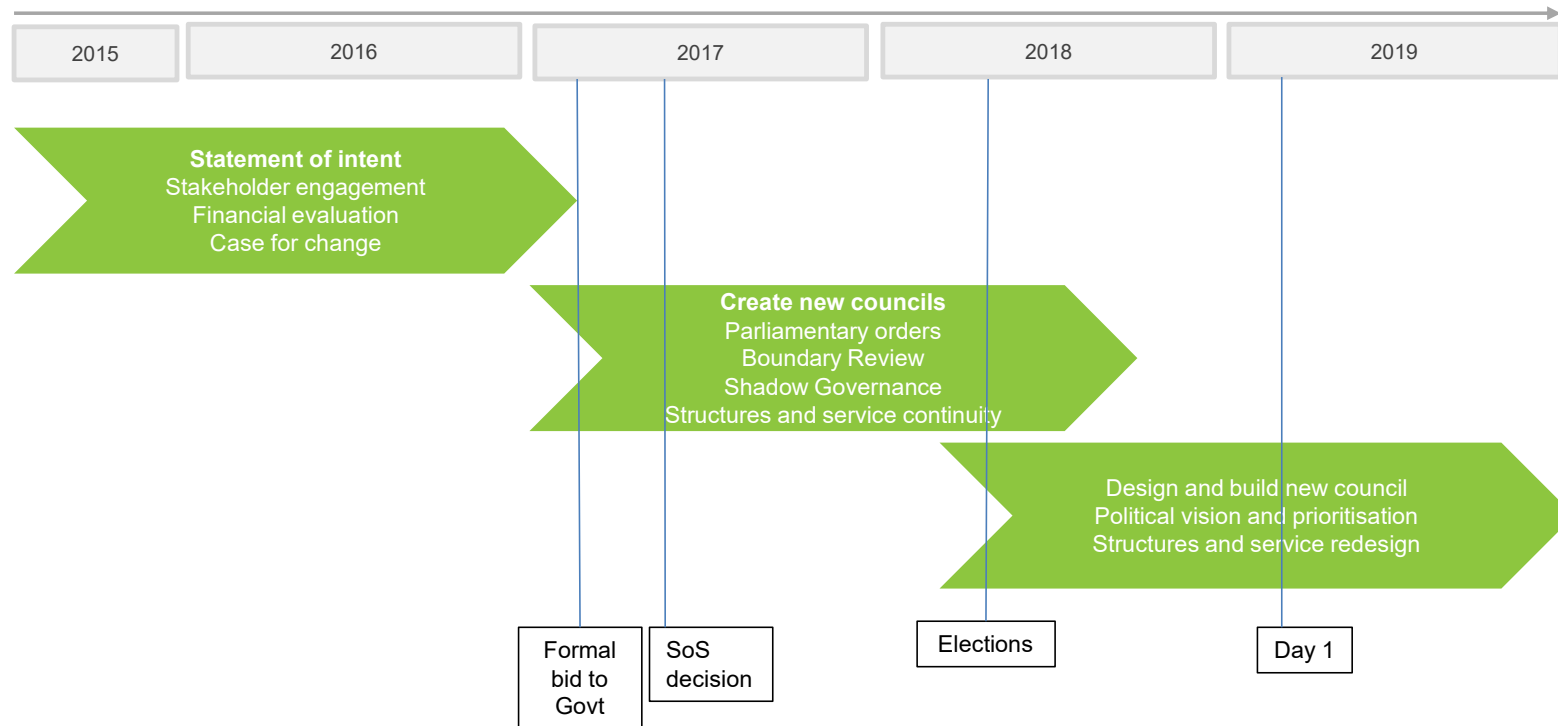 2015
2016
2017
2018
2019
Statement of intent
Stakeholder engagement
Financial evaluation
Case for change
Create new councils
Parliamentary orders
Boundary Review
Shadow Governance
Structures and service continuity
Design and build new council
Political vision and prioritisation
Structures and service redesign
Formal
bid to
Govt
SoS
decision
Elections
Day 1